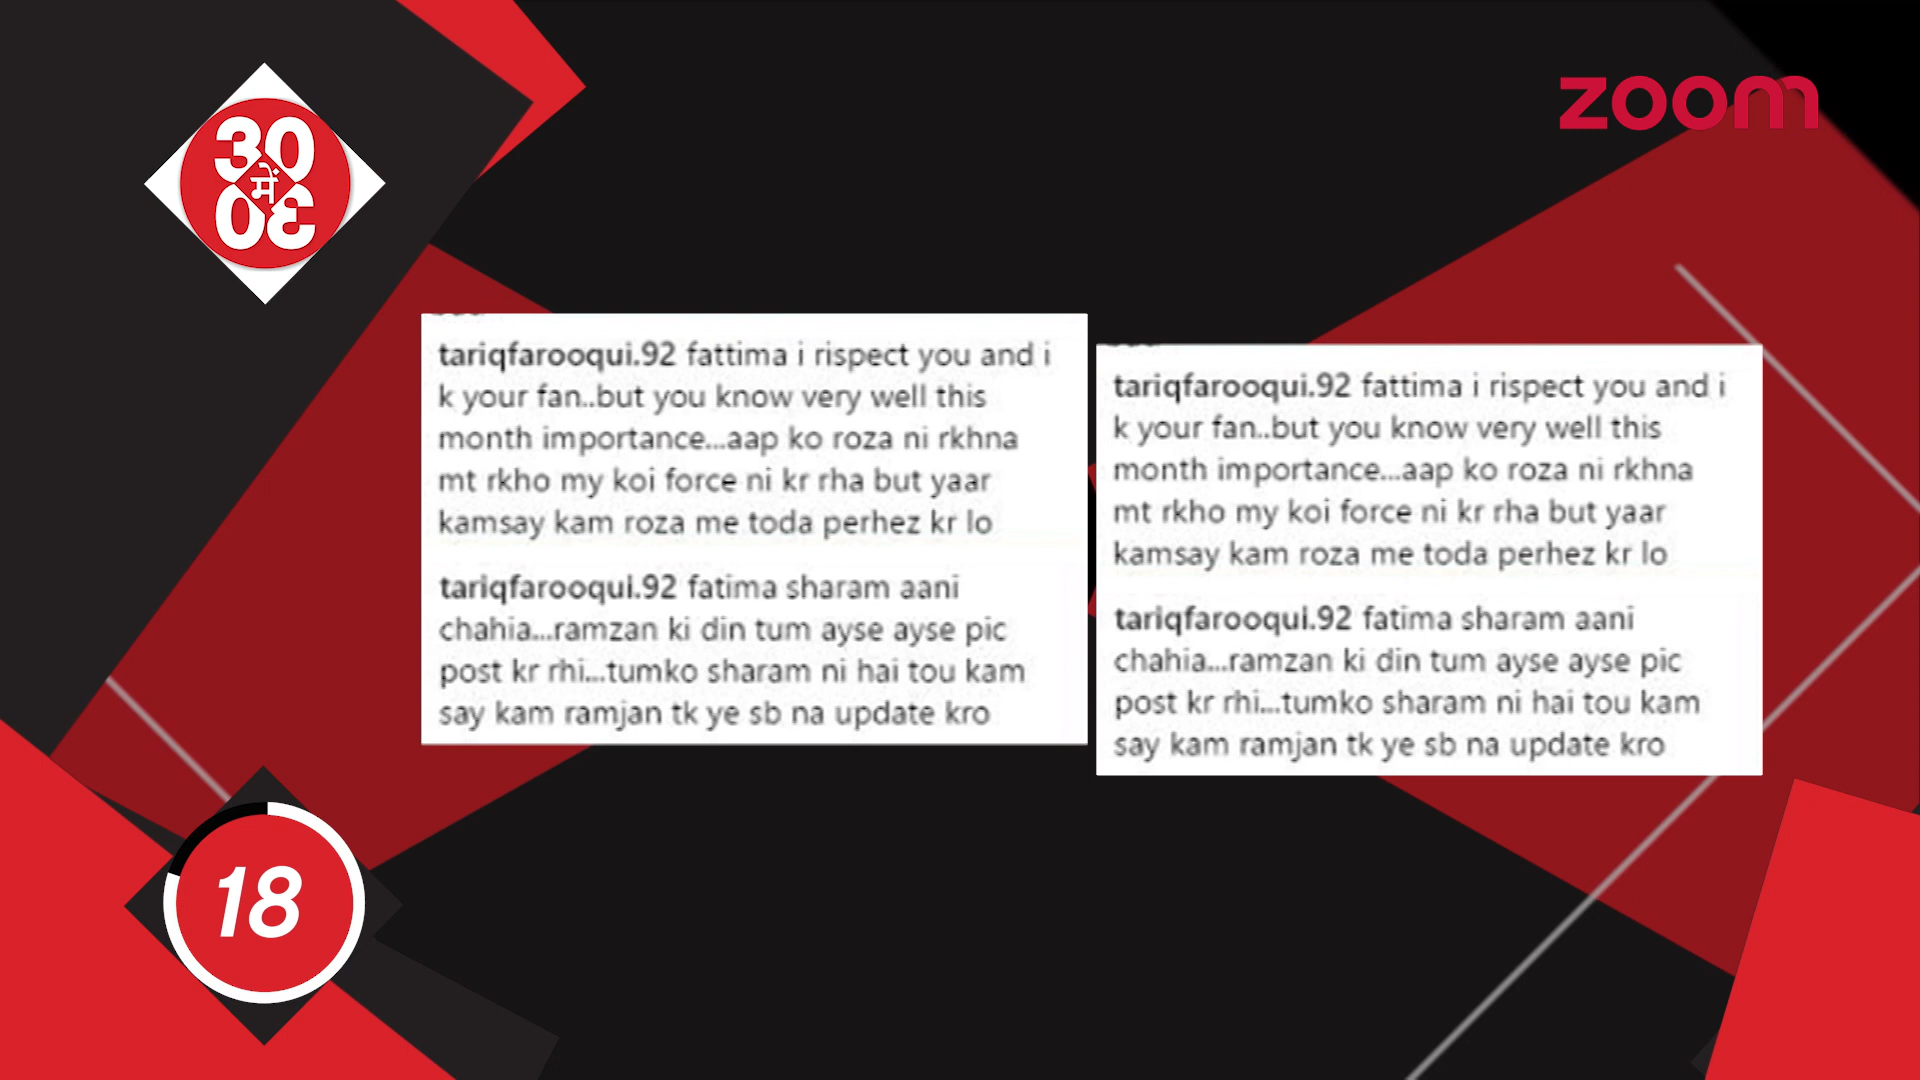 30
में
30
zoom
tariqfarooqui.92 fattima i rispect you and i
k your fan..but you know very well this
month importance...aap ko roza ni rkhna
mt rkho my koi force ni kr rha but yaar
kamsay kam roza me toda perhez kr lo
tariqfarooqui.92 fatima sharam aani
chahia...ramzan ki din tum ayse ayse pic
post kr rhi...tumko sharam ni hai tou kam
say kam ramjan tk ye sb na update kro
tariqfarooqui.92 fattima i rispect you and i
k your fan..but you know very well this
month importance...aap ko roza ni rkhna
mt rkho my koi force ni kr rha but yaar
kamsay kam roza me toda perhez kr lo
tariqfarooqui.92 fatima sharam aani
chahia...ramzan ki din tum ayse ayse pic
post kr rhi...tumko sharam ni hai tou kam
say kam ramjan tk ye sb na update kro
18